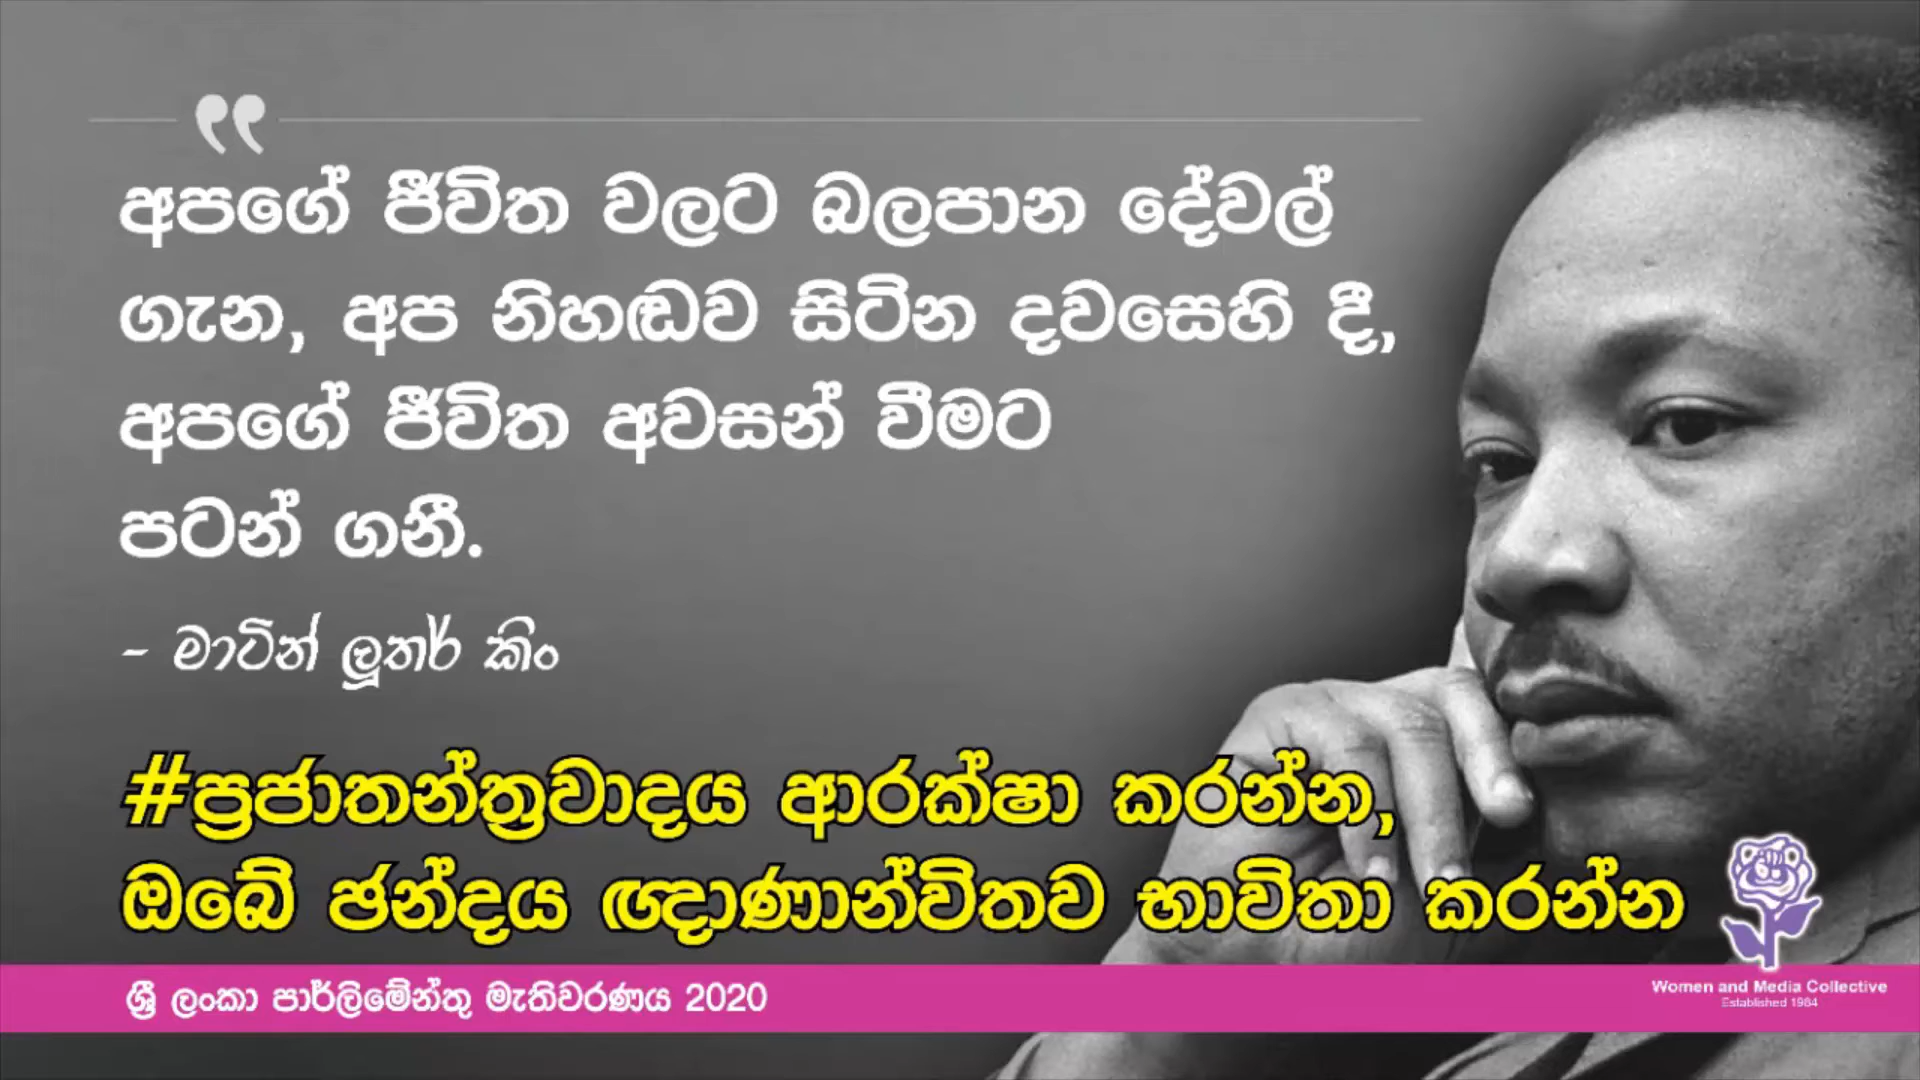 “
අපගේ ජීවිත වලට බලපාන දේවල්
ගැන, අප නිහඬව සිටින දවසෙහි දී,
අපගේ ජීවිත අවසන් වීමට
පටන් ගනී.
- මාටින් ලූතර් කිං
#ප්‍රජාතන්ත්‍රවාදය ආරක්ෂා කරන්න,
ඔබේ ඡන්දය ඥාණාන්විතව භාවිතා කරන්න
ශ්‍රී ලංකා පාර්ලිමේන්තු මැතිවරණය 2020
Women and Media Collective
Established 1984